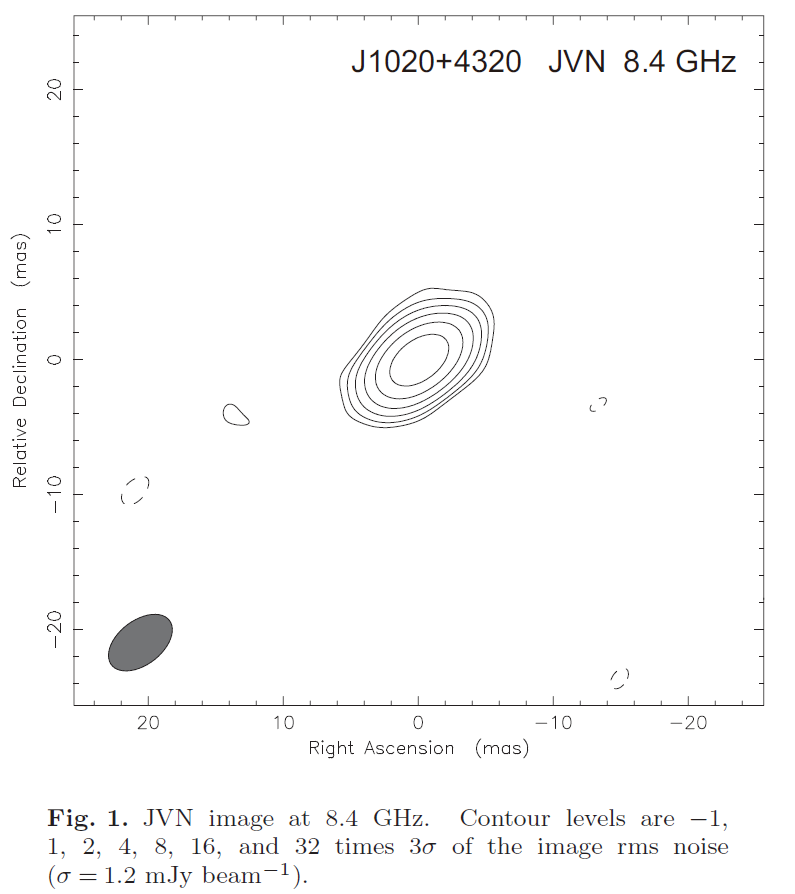 J1020+4320 JVN 8.4 GHz
20
10
0
−10
−20
Relative Declination (mas)
20
10
0
−10
−20
Right Ascension (mas)
Fig. 1. JVN image at 8.4 GHz. Contour levels are −1,
1, 2, 4, 8, 16, and 32 times 3σ of the image rms noise
(σ = 1.2 mJy beam⁻¹).